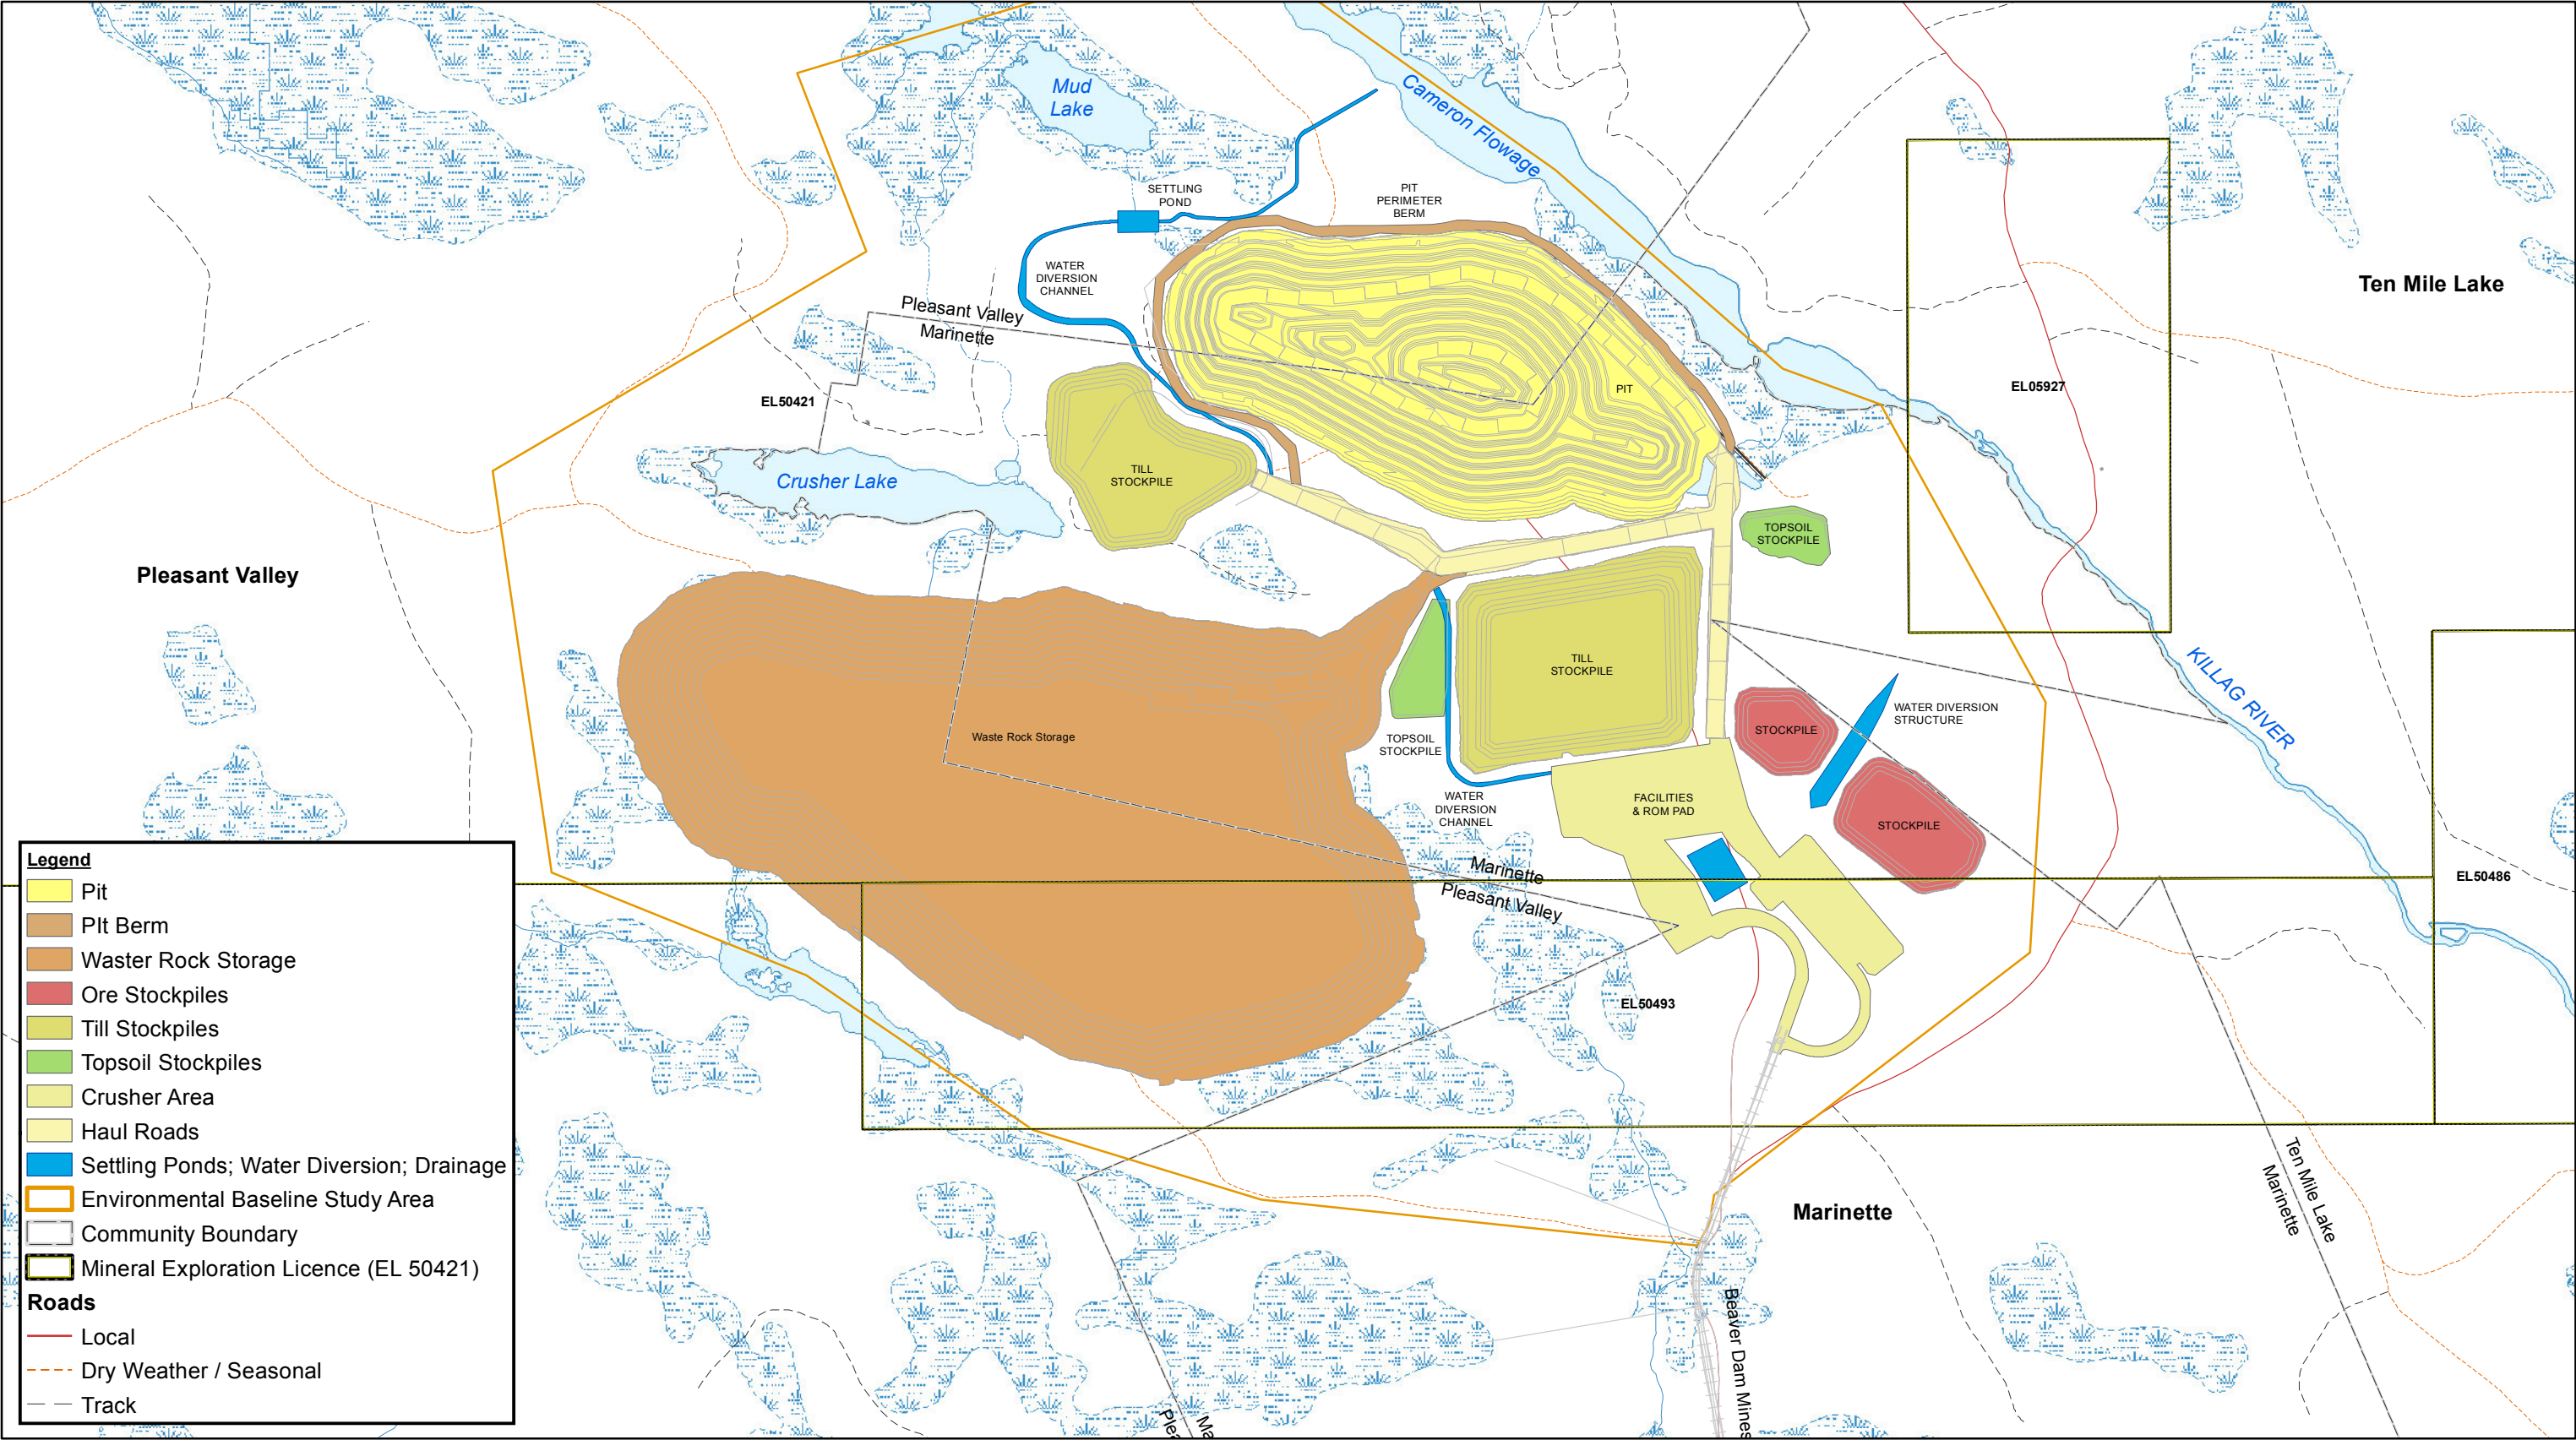 Mud
Lake
Cameron Flowage
SETTLING
POND
PIT
PERIMETER
BERM
WATER
DIVERSION
CHANNEL
Ten Mile Lake
Pleasant Valley
Marinette
EL50421
PIT
EL05927
TILL
STOCKPILE
Crusher Lake
TOPSOIL
STOCKPILE
Pleasant Valley
TILL
STOCKPILE
KILLAG RIVER
WATER DIVERSION
STRUCTURE
STOCKPILE
Waste Rock Storage
TOPSOIL
STOCKPILE
WATER
DIVERSION
CHANNEL
FACILITIES
& ROM PAD
STOCKPILE
Marinette
Pleasant Valley
EL50486
EL50493
Ten Mile Lake
Marinette
Marinette
Beaver Dam Mines
Plea
Ma
Legend
Pit
PIt Berm
Waster Rock Storage
Ore Stockpiles
Till Stockpiles
Topsoil Stockpiles
Crusher Area
Haul Roads
Settling Ponds; Water Diversion; Drainage
Environmental Baseline Study Area
Community Boundary
Mineral Exploration Licence (EL 50421)
Roads
Local
Dry Weather / Seasonal
Track